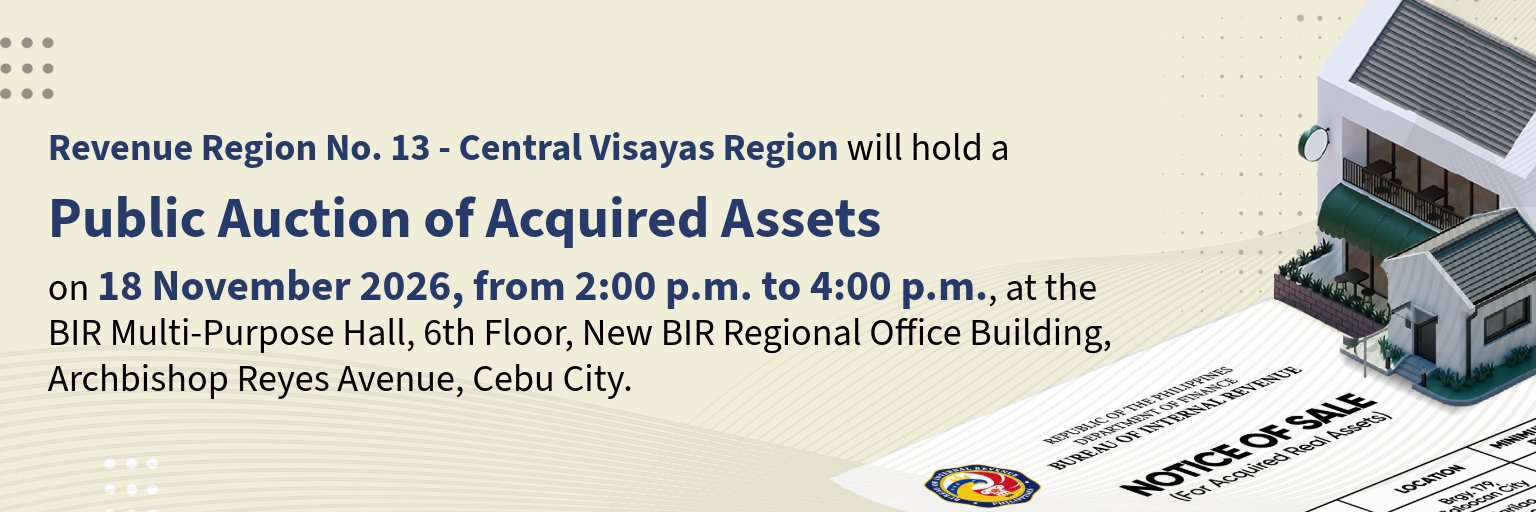 Revenue Region No. 13 - Central Visayas Region will hold a
Public Auction of Acquired Assets
on 18 November 2026, from 2:00 p.m. to 4:00 p.m., at the
BIR Multi-Purpose Hall, 6th Floor, New BIR Regional Office Building,
Archbishop Reyes Avenue, Cebu City.
REPUBLIC OF THE PHILIPPINES
DEPARTMENT OF FINANCE
BUREAU OF INTERNAL REVENUE
NOTICE OF SALE
(For Acquired Real Assets)
LOCATION
Brgy. 179,